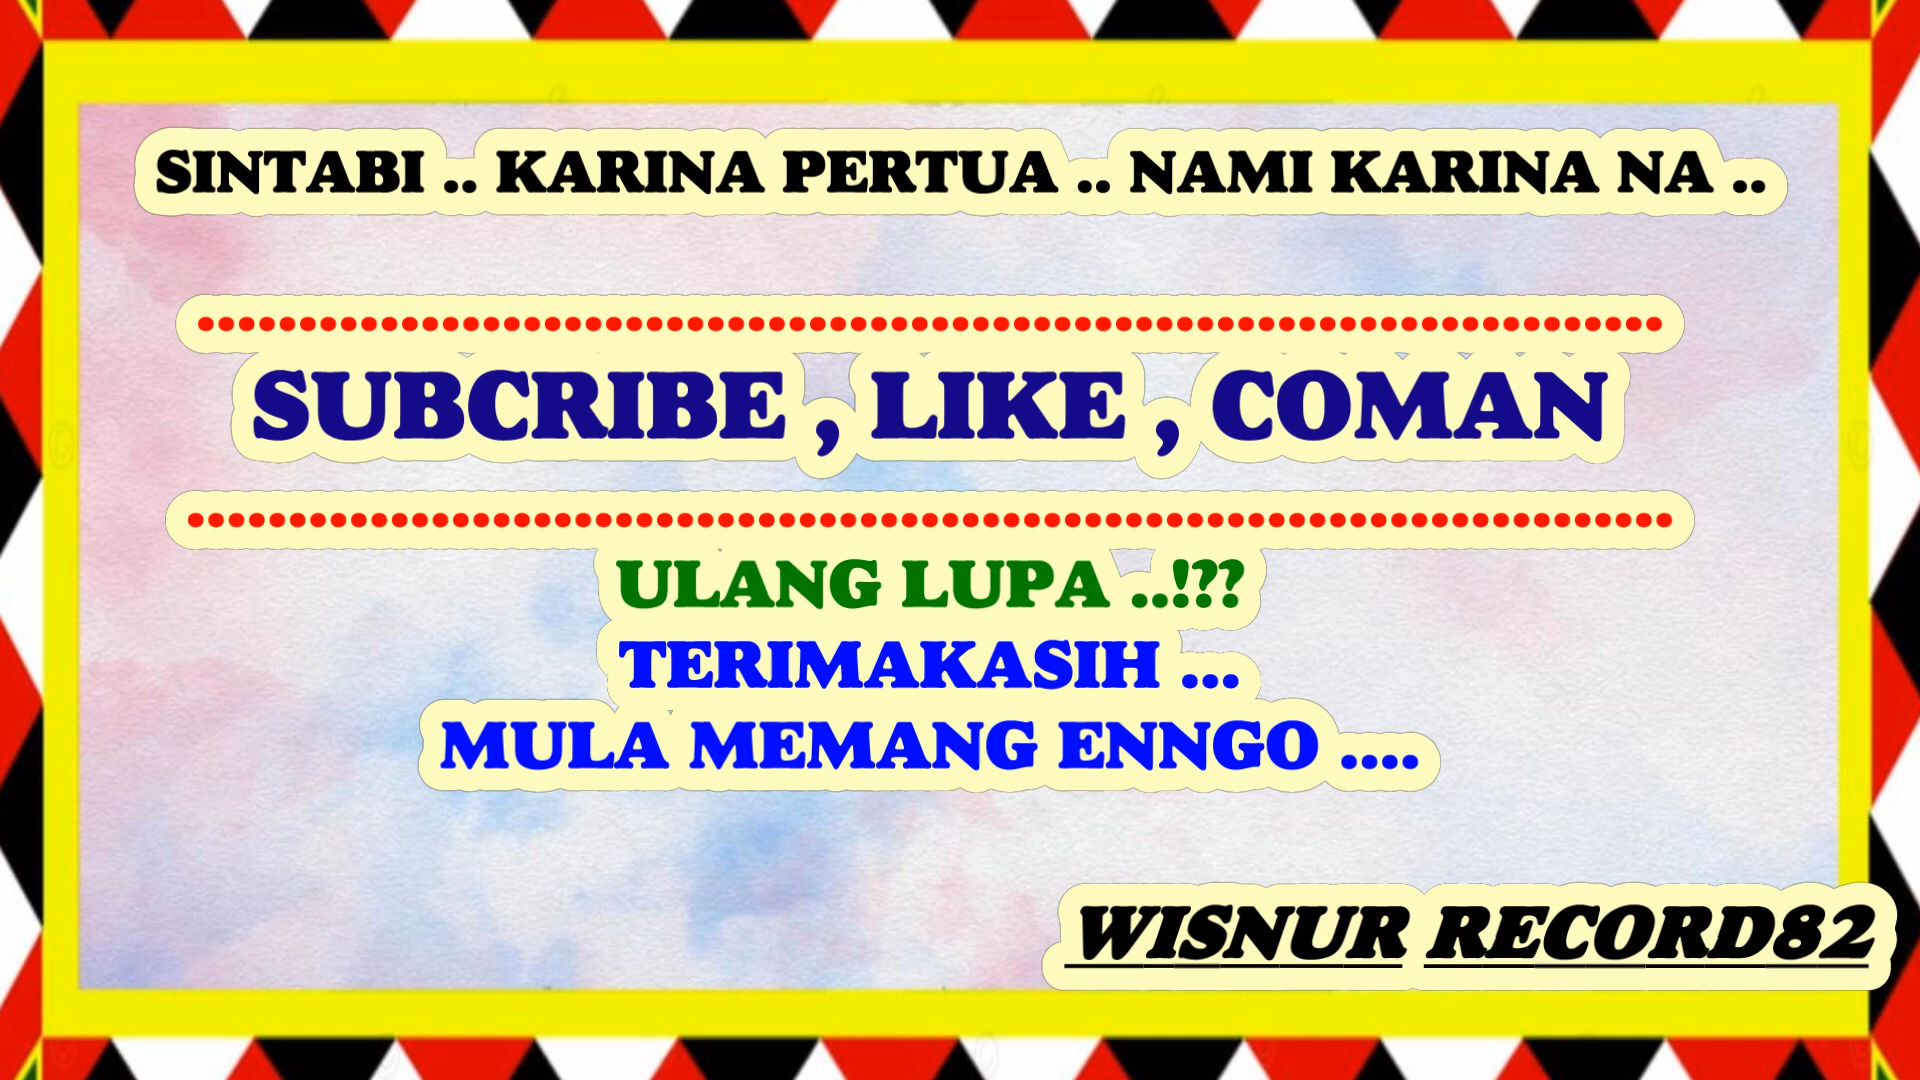 SINTABI .. KARINA PERTUA .. NAMI KARINA NA ..
........................................................................
SUBCRIBE , LIKE , COMAN
.........................................................................
ULANG LUPA ..!??
TERIMAKASIH ...
MULA MEMANG ENNGO ....
WISNUR RECORD82